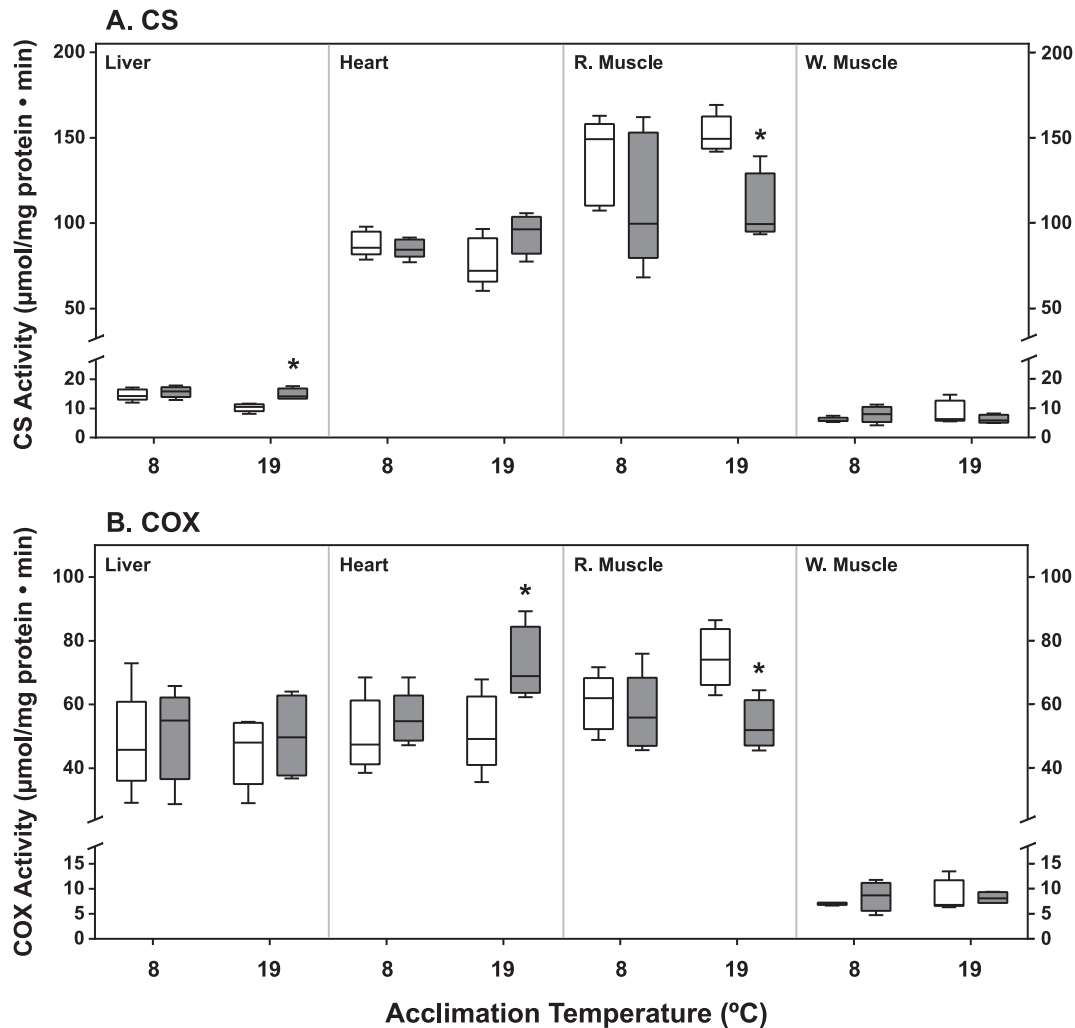 A. CS
CS Activity (µmol/mg protein • min)
Liver Heart R. Muscle W. Muscle
200 200
150 * 150
100 100
50 50
*
20 20
10 10
0 0
8 19 8 19 8 19 8 19
B. COX
COX Activity (µmol/mg protein • min)
Liver Heart R. Muscle W. Muscle
100 100
*
80 80
*
60 60
40 40
15 15
10 10
5 5
0 0
8 19 8 19 8 19 8 19
Acclimation Temperature (ºC)